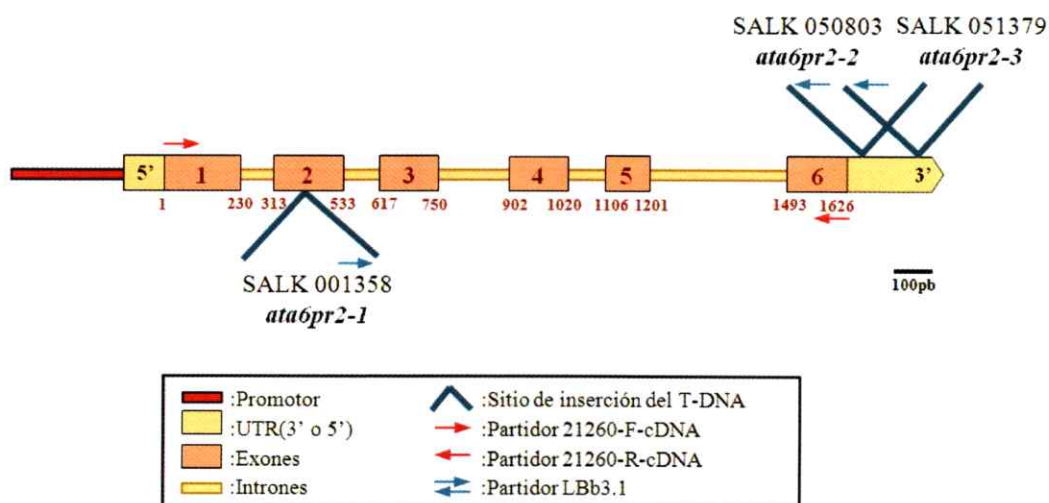 SALK 050803 SALK 051379
ata6pr2-2 ata6pr2-3
5' 1 2 3 4 5 6 3'
1 230 313 533 617 750 902 1020 1106 1201 1493 1626
SALK 001358
ata6pr2-1
100pb
:Promotor
:UTR(3' o 5')
:Exones
:Intrones
:Sitio de inserción del T-DNA
:Partidor 21260-F-cDNA
:Partidor 21260-R-cDNA
:Partidor LBb3.1